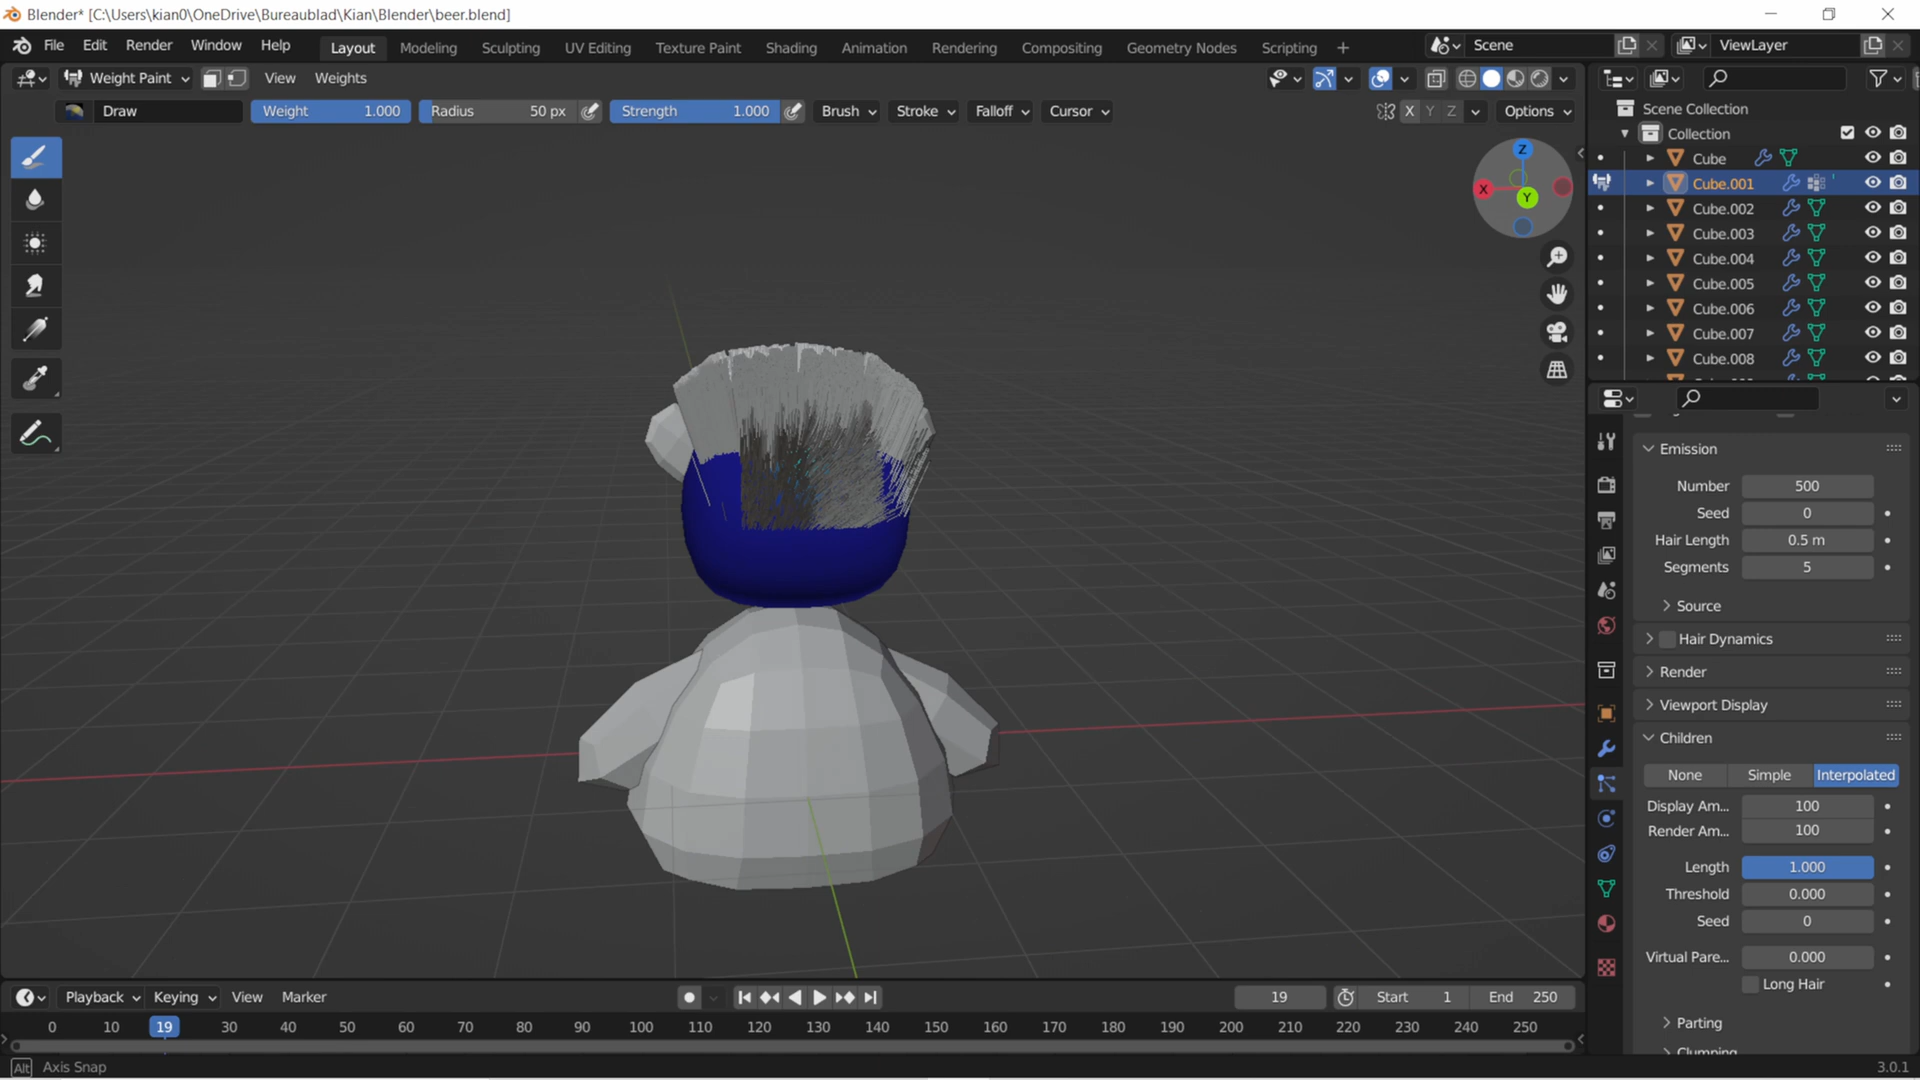 Blender* [C:\Users\kian0\OneDrive\Bureaublad\Kian\Blender\beer.blend]
File Edit Render Window Help Layout Modeling Sculpting UV Editing Texture Paint Shading Animation Rendering Compositing Geometry Nodes Scripting + Scene ViewLayer
Weight Paint View Weights
Draw Weight 1.000 Radius 50 px Strength 1.000 Brush Stroke Falloff Cursor X Y Z Options
Z
X
Y
Scene Collection
Collection
Cube
Cube.001
Cube.002
Cube.003
Cube.004
Cube.005
Cube.006
Cube.007
Cube.008
Emission
Number 500
Seed 0
Hair Length 0.5 m
Segments 5
Source
Hair Dynamics
Render
Viewport Display
Children
None Simple Interpolated
Display Am... 100
Render Am... 100
Length 1.000
Threshold 0.000
Seed 0
Virtual Pare... 0.000
Long Hair
Parting
Clumping
Playback Keying View Marker 19 Start 1 End 250
0 10 19 30 40 50 60 70 80 90 100 110 120 130 140 150 160 170 180 190 200 210 220 230 240 250
Alt Axis Snap 3.0.1